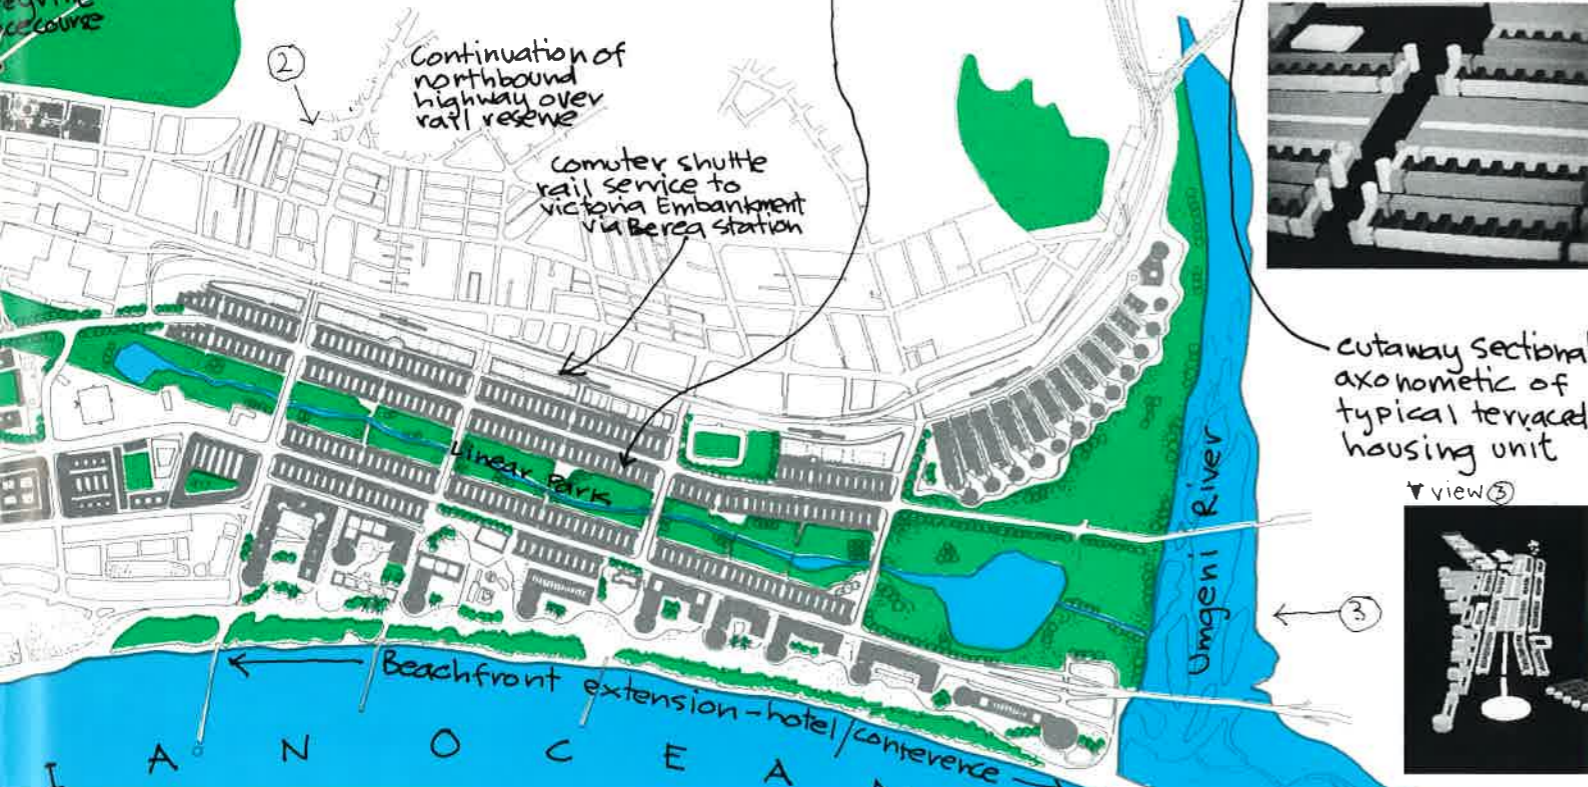 cecourse
2
Continuation of
northbound
highway over
rail reserve
comuter shuttle
rail service to
victoria Embankment
via Berea station
cutaway sectional
axonometic of
typical terraced
housing unit
▼ view 3
Linear Park
Umgeni River
3
Beachfront extension-hotel/conference
I A N O C E A N